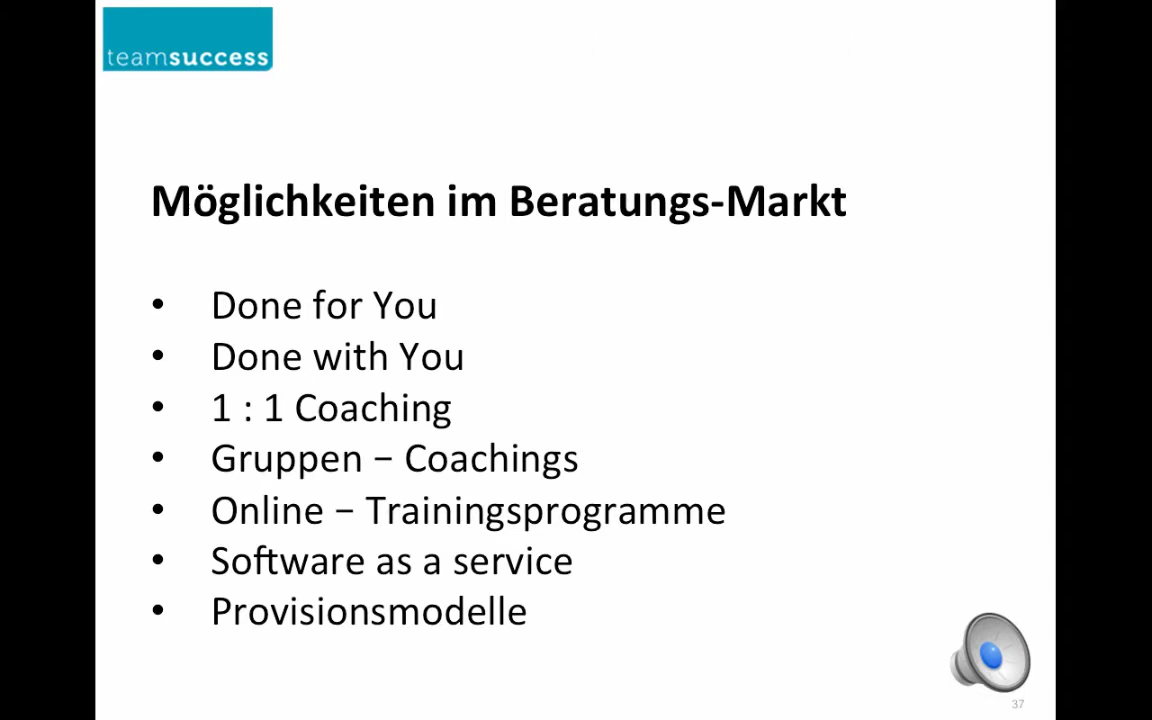 teamsuccess
Möglichkeiten im Beratungs-Markt
• Done for You
• Done with You
• 1 : 1 Coaching
• Gruppen – Coachings
• Online – Trainingsprogramme
• Software as a service
• Provisionsmodelle
37